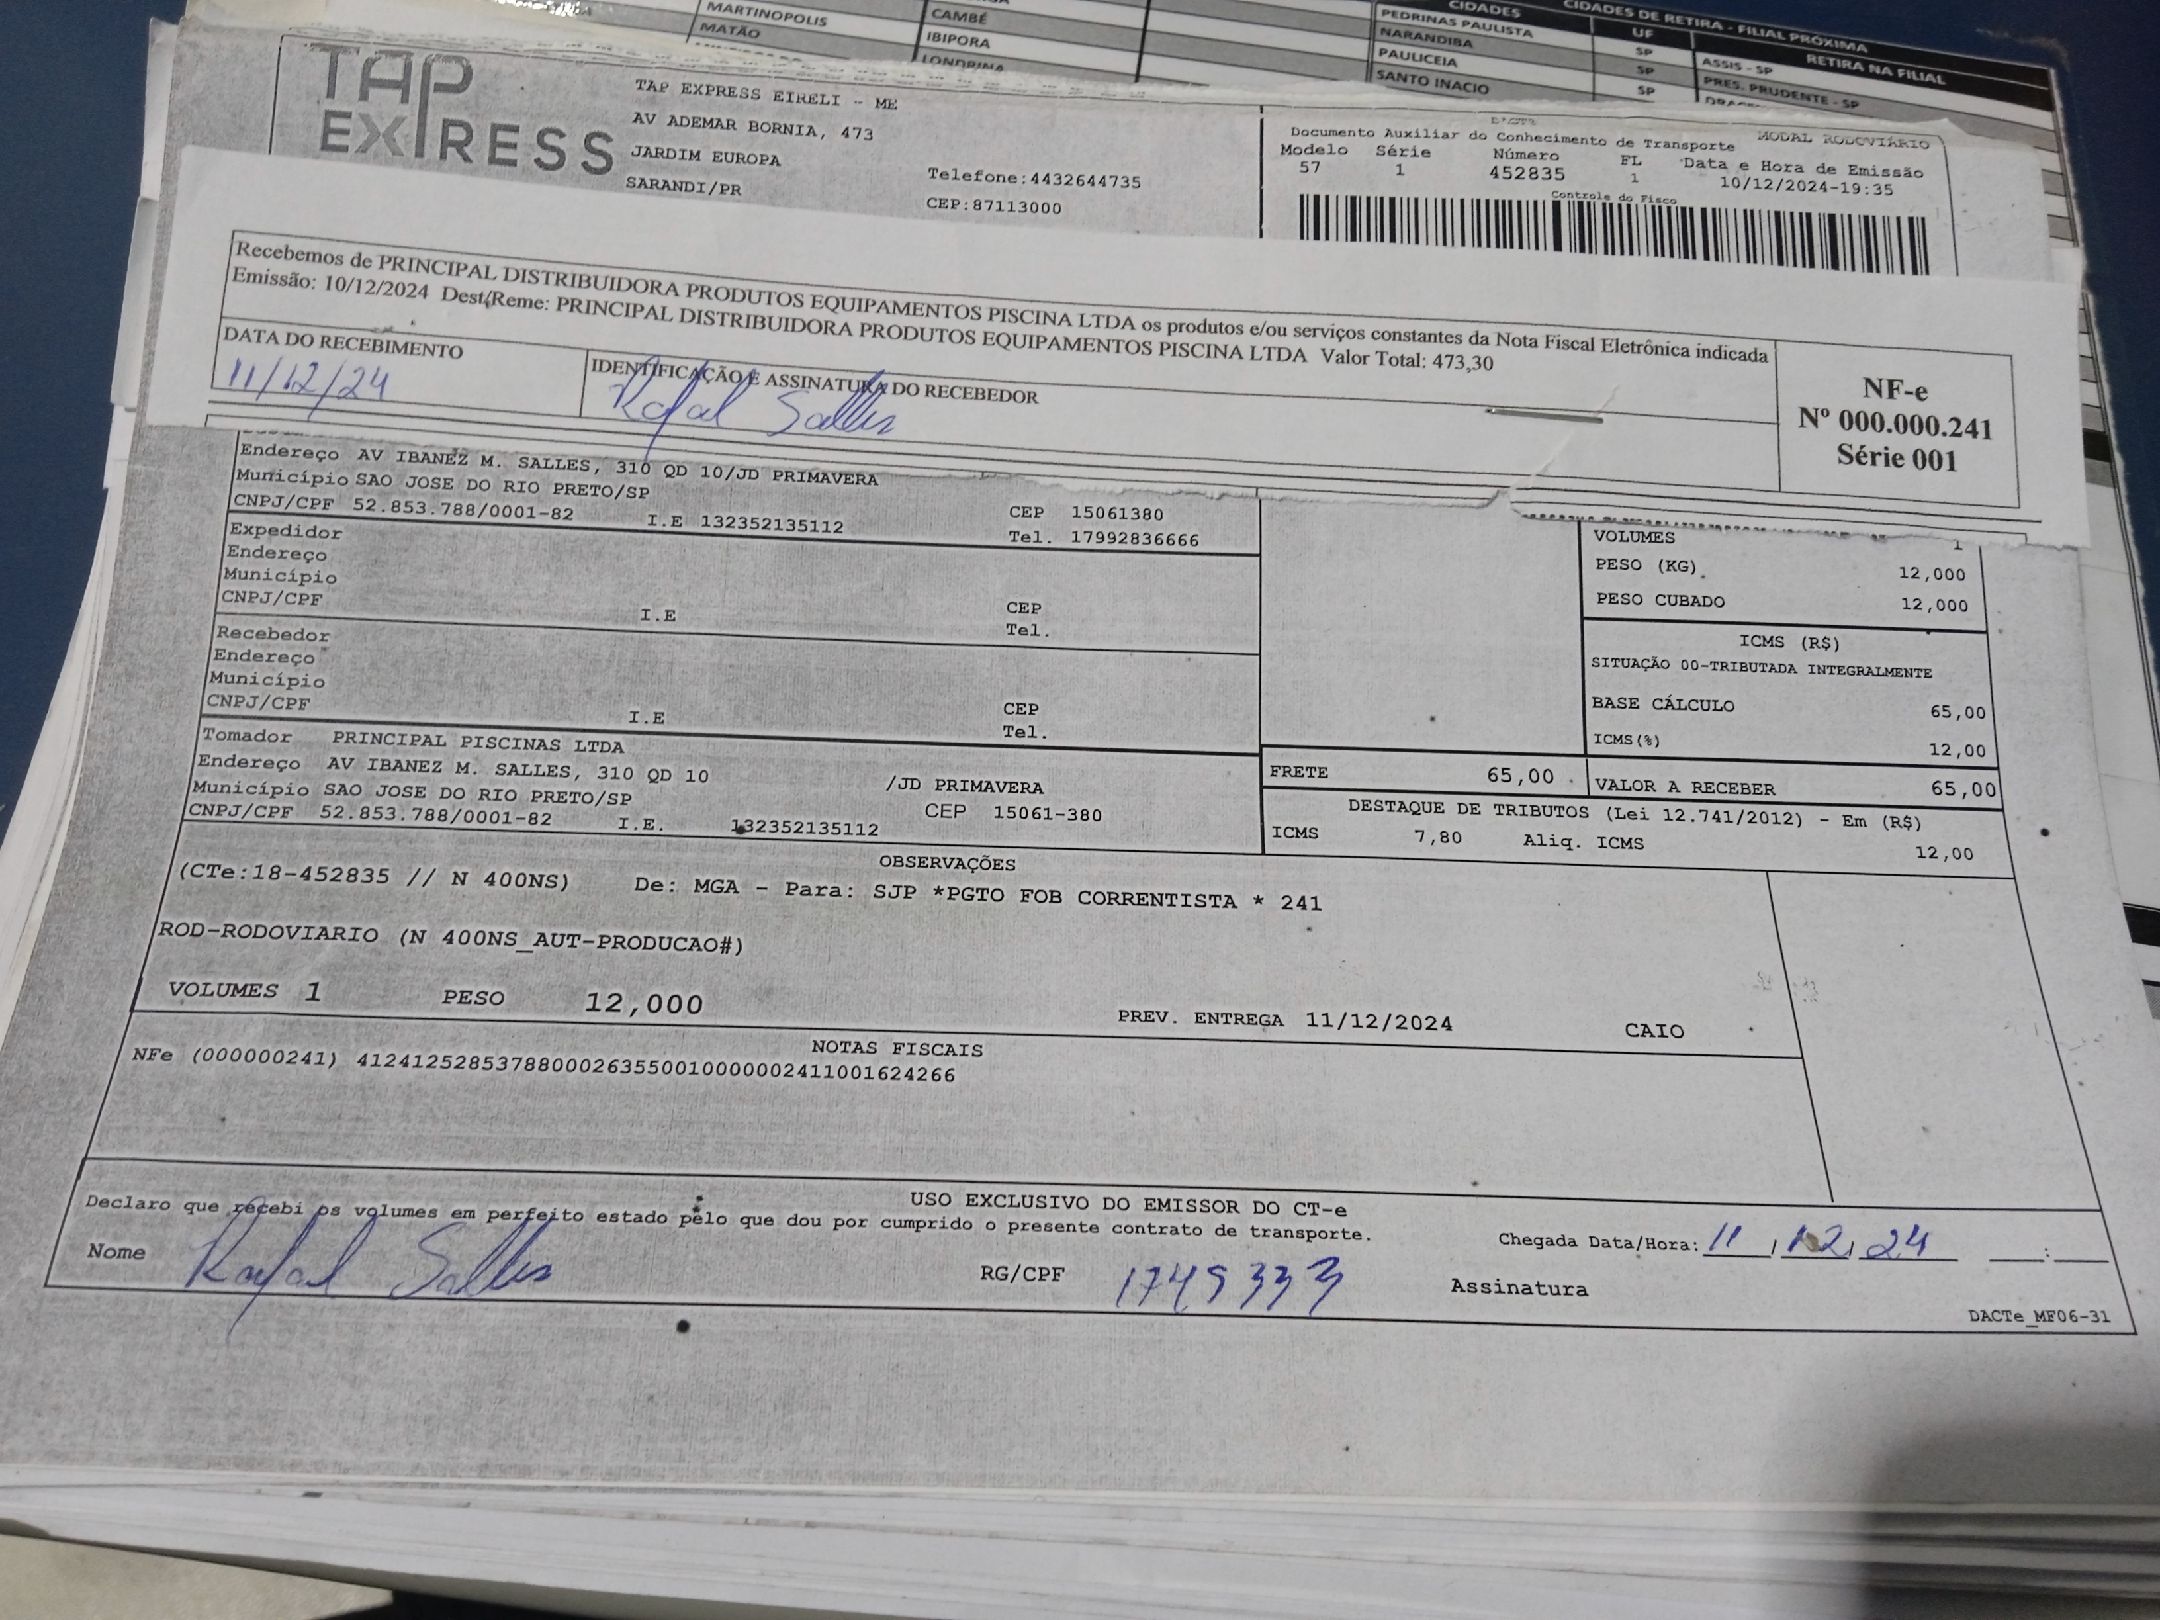 MARTINOPOLIS
MATÃO
CAMBÉ
IBIPORA
LONDRINA
CIDADES
PEDRINAS PAULISTA
NARANDIBA
PAULICEIA
SANTO INACIO
UF
SP
SP
SP
CIDADES DE RETIRA - FILIAL PRÓXIMA
RETIRA NA FILIAL
ASSIS - SP
PRES. PRUDENTE - SP
TAP
EXPRESS
TAP EXPRESS EIRELI - ME
AV ADEMAR BORNIA, 473
JARDIM EUROPA
SARANDI/PR
Telefone:4432644735
CEP:87113000
DACTE
Documento Auxiliar do Conhecimento de Transporte MODAL RODOVIÁRIO
Modelo Série Número FL Data e Hora de Emissão
57 1 452835 1 10/12/2024-19:35
Controle do Fisco
Recebemos de PRINCIPAL DISTRIBUIDORA PRODUTOS EQUIPAMENTOS PISCINA LTDA os produtos e/ou serviços constantes da Nota Fiscal Eletrônica indicada
Emissão: 10/12/2024 Dest/Reme: PRINCIPAL DISTRIBUIDORA PRODUTOS EQUIPAMENTOS PISCINA LTDA Valor Total: 473,30
DATA DO RECEBIMENTO
11/12/24
IDENTIFICAÇÃO E ASSINATURA DO RECEBEDOR
Rafael Salles
NF-e
Nº 000.000.241
Série 001
Endereço AV IBANEZ M. SALLES, 310 QD 10/JD PRIMAVERA
Município SAO JOSE DO RIO PRETO/SP
CNPJ/CPF 52.853.788/0001-82 I.E 132352135112
CEP 15061380
Tel. 17992836666
Expedidor
Endereço
Município
CNPJ/CPF
I.E
CEP
Tel.
Recebedor
Endereço
Município
CNPJ/CPF
I.E
CEP
Tel.
Tomador PRINCIPAL PISCINAS LTDA
Endereço AV IBANEZ M. SALLES, 310 QD 10 /JD PRIMAVERA
Município SAO JOSE DO RIO PRETO/SP CEP 15061-380
CNPJ/CPF 52.853.788/0001-82 I.E. 132352135112
VOLUMES 1
PESO (KG) 12,000
PESO CUBADO 12,000
ICMS (R$)
SITUAÇÃO 00-TRIBUTADA INTEGRALMENTE
BASE CÁLCULO 65,00
ICMS(%) 12,00
FRETE 65,00 VALOR A RECEBER 65,00
DESTAQUE DE TRIBUTOS (Lei 12.741/2012) - Em (R$)
ICMS 7,80 Aliq. ICMS 12,00
OBSERVAÇÕES
(CTe:18-452835 // N 400NS) De: MGA - Para: SJP *PGTO FOB CORRENTISTA * 241
ROD-RODOVIARIO (N 400NS_AUT-PRODUCAO#)
VOLUMES 1 PESO 12,000 PREV. ENTREGA 11/12/2024 CAIO
NOTAS FISCAIS
NFe (000000241) 41241252853788000263550010000002411001624266
USO EXCLUSIVO DO EMISSOR DO CT-e
Declaro que recebi os volumes em perfeito estado pelo que dou por cumprido o presente contrato de transporte.
Nome Rafael Salles RG/CPF 1745333 Assinatura
Chegada Data/Hora: 11 / 12 / 24 __:__
DACTe_MF06-31